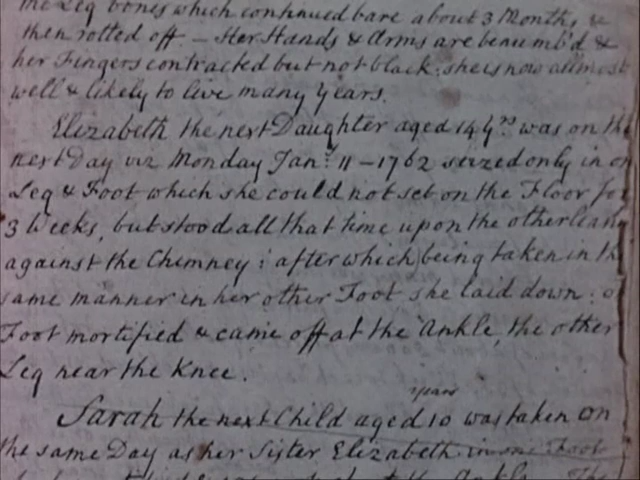 the Leg bones which continued bare about 3 Months, &
then rotted off. – Her Hands & Arms are benumb'd &
her Fingers contracted but not black; she is now allmost
well & likely to live many Years.
Elizabeth the next Daughter aged 14 yrs was on the
next Day viz Monday Jan.y 11 – 1762 seized only in on
Leg & Foot which she could not set on the Floor for
3 Weeks, but stood all that time upon the other leang
against the Chimney; after which being taken in the
same manner in her other Foot she laid down: o
Foot mortified & came off at the Ankle, the other
Leg near the Knee.
years
Sarah the next Child aged 10 was taken on
the same Day as her Sister Elizabeth in one Foot
Ankle. The